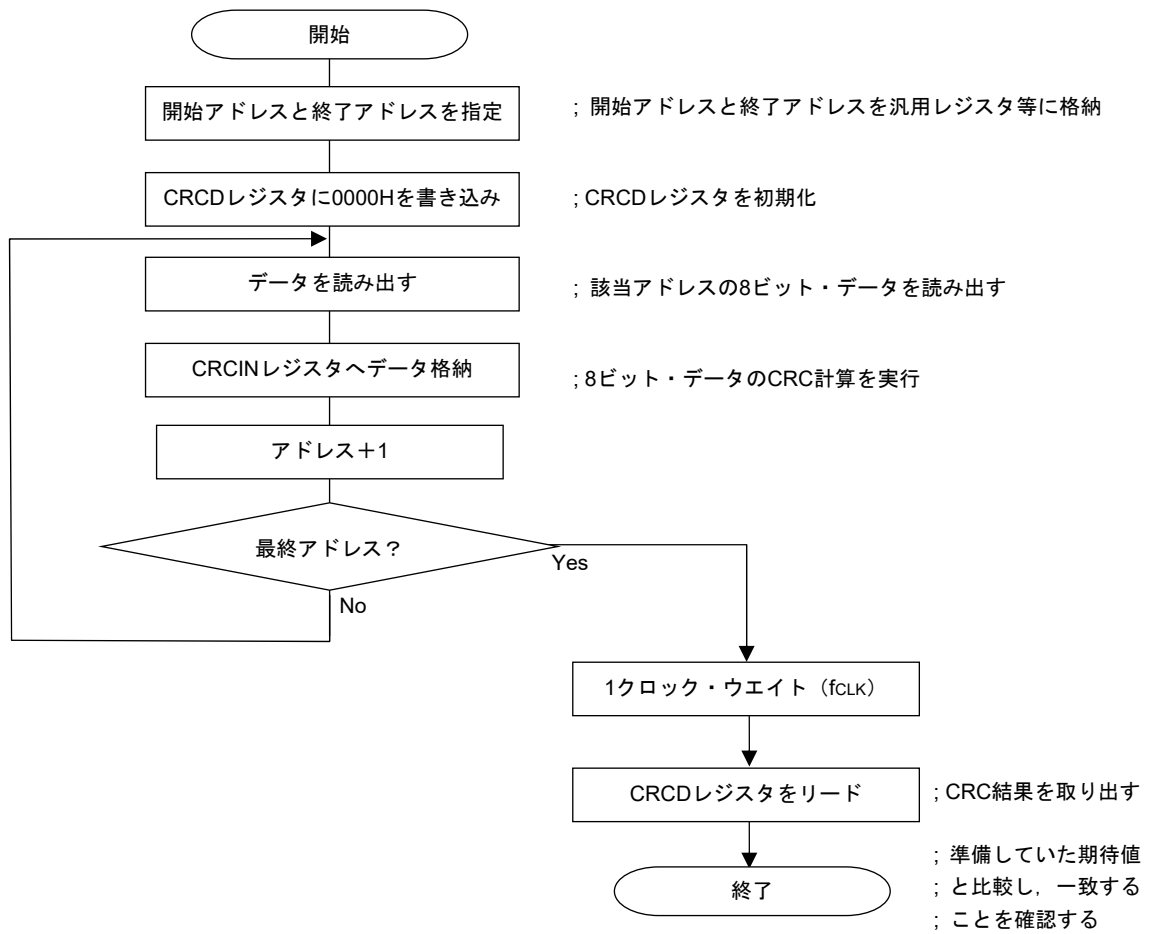 開始
開始アドレスと終了アドレスを指定
; 開始アドレスと終了アドレスを汎用レジスタ等に格納
CRCDレジスタに0000Hを書き込み
; CRCDレジスタを初期化
データを読み出す
; 該当アドレスの8ビット・データを読み出す
CRCINレジスタへデータ格納
; 8ビット・データのCRC計算を実行
アドレス+1
最終アドレス?
Yes
No
1クロック・ウエイト(fCLK)
CRCDレジスタをリード
; CRC結果を取り出す
終了
; 準備していた期待値
; と比較し,一致する
; ことを確認する